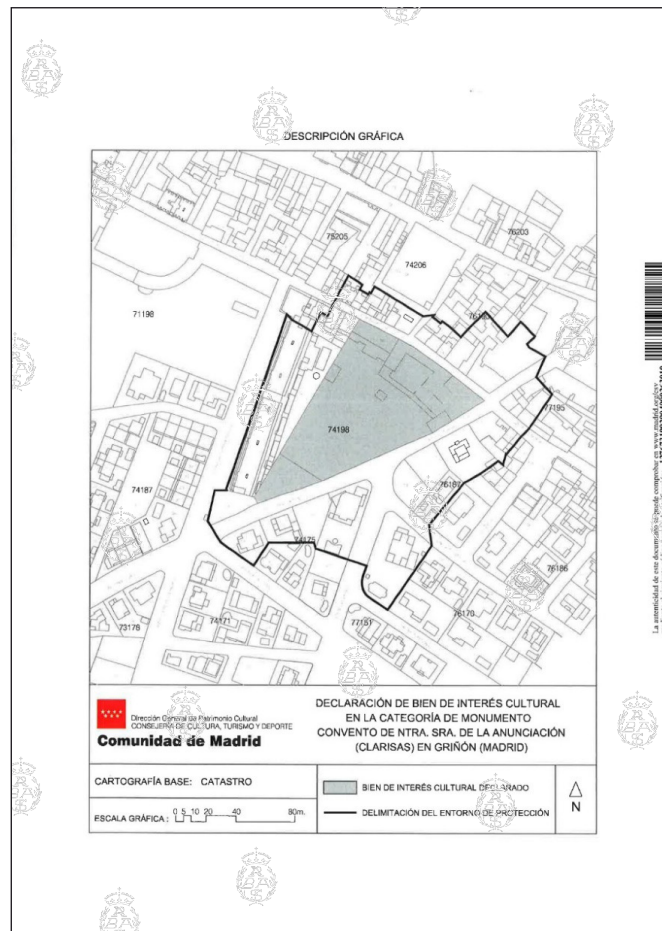 DESCRIPCIÓN GRÁFICA
75205
76203
74206
71198
77195
74198
74187
76187
74175
76186
73178
74171
77151
76170
Dirección General de Patrimonio Cultural
CONSEJERÍA DE CULTURA, TURISMO Y DEPORTE
Comunidad de Madrid
DECLARACIÓN DE BIEN DE INTERÉS CULTURAL
EN LA CATEGORÍA DE MONUMENTO
CONVENTO DE NTRA. SRA. DE LA ANUNCIACIÓN
(CLARISAS) EN GRIÑÓN (MADRID)
CARTOGRAFÍA BASE: CATASTRO
ESCALA GRÁFICA: 0 5 10 20 40 80m.
BIEN DE INTERÉS CULTURAL DECLARADO
DELIMITACIÓN DEL ENTORNO DE PROTECCIÓN
N
La autenticidad de este documento se puede comprobar en www.madrid.org/csv